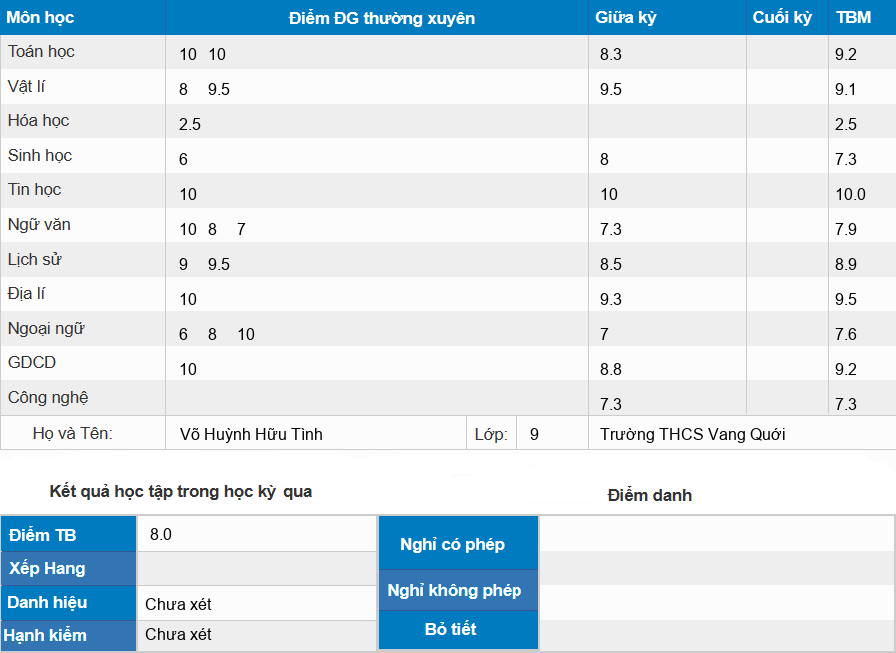 Môn học Điểm ĐG thường xuyên Giữa kỳ Cuối kỳ TBM
Toán học 10 10 8.3 9.2
Vật lí 8 9.5 9.5 9.1
Hóa học 2.5 2.5
Sinh học 6 8 7.3
Tin học 10 10 10.0
Ngữ văn 10 8 7 7.3 7.9
Lịch sử 9 9.5 8.5 8.9
Địa lí 10 9.3 9.5
Ngoại ngữ 6 8 10 7 7.6
GDCD 10 8.8 9.2
Công nghệ 7.3 7.3
Họ và Tên: Võ Huỳnh Hữu Tình Lớp: 9 Trường THCS Vang Quới
Kết quả học tập trong học kỳ qua
Điểm danh
Điểm TB 8.0
Xếp Hang
Danh hiệu Chưa xét
Hạnh kiểm Chưa xét
Nghỉ có phép
Nghỉ không phép
Bỏ tiết